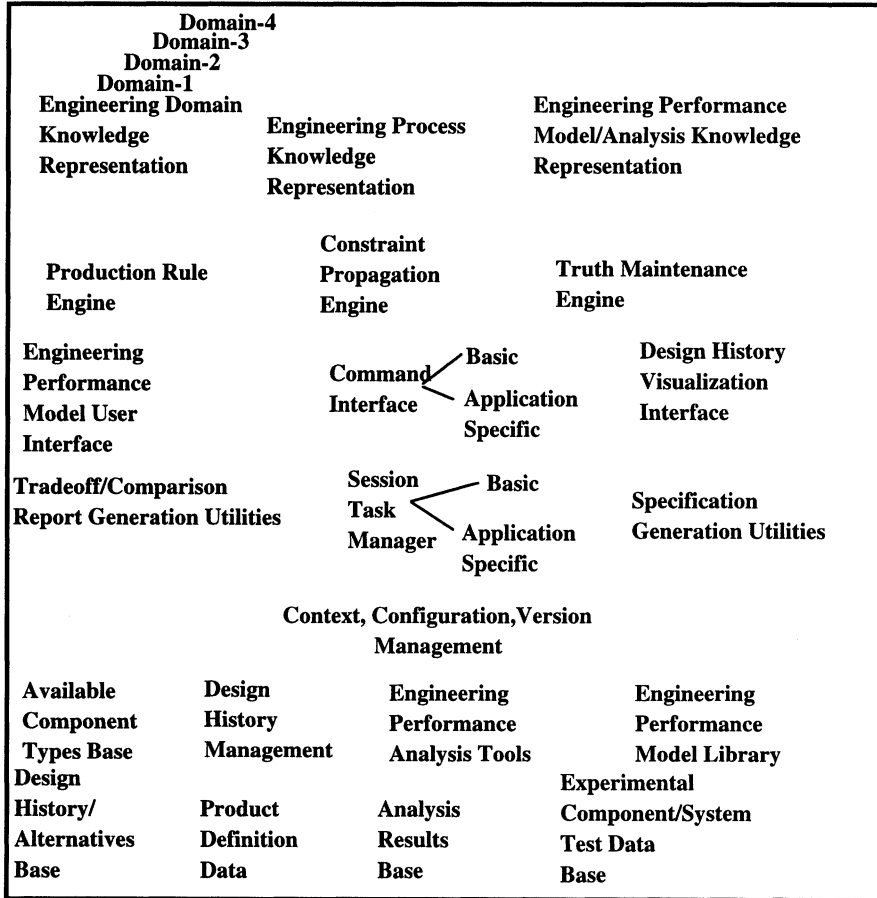 Domain-4
Domain-3
Domain-2
Domain-1
Engineering Domain
Knowledge
Representation
Engineering Process
Knowledge
Representation
Engineering Performance
Model/Analysis Knowledge
Representation
Production Rule
Engine
Constraint
Propagation
Engine
Truth Maintenance
Engine
Engineering
Performance
Model User
Interface
Command
Interface
Basic
Application
Specific
Design History
Visualization
Interface
Tradeoff/Comparison
Report Generation Utilities
Session
Task
Manager
Basic
Application
Specific
Specification
Generation Utilities
Context, Configuration,Version
Management
Available
Component
Types Base
Design
History
Management
Engineering
Performance
Analysis Tools
Engineering
Performance
Model Library
Design
History/
Alternatives
Base
Product
Definition
Data
Analysis
Results
Base
Experimental
Component/System
Test Data
Base